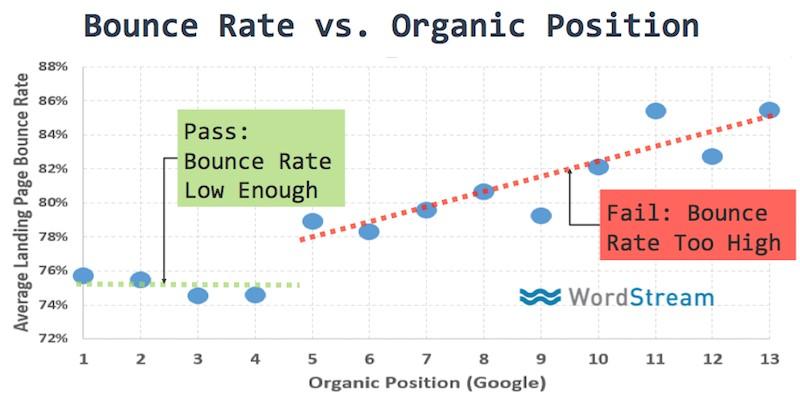 Bounce Rate vs. Organic Position
88%
86%
84%
82%
80%
78%
76%
74%
72%
Average Landing Page Bounce Rate
Pass:
Bounce Rate
Low Enough
Fail: Bounce
Rate Too High
WordStream
1 2 3 4 5 6 7 8 9 10 11 12 13
Organic Position (Google)